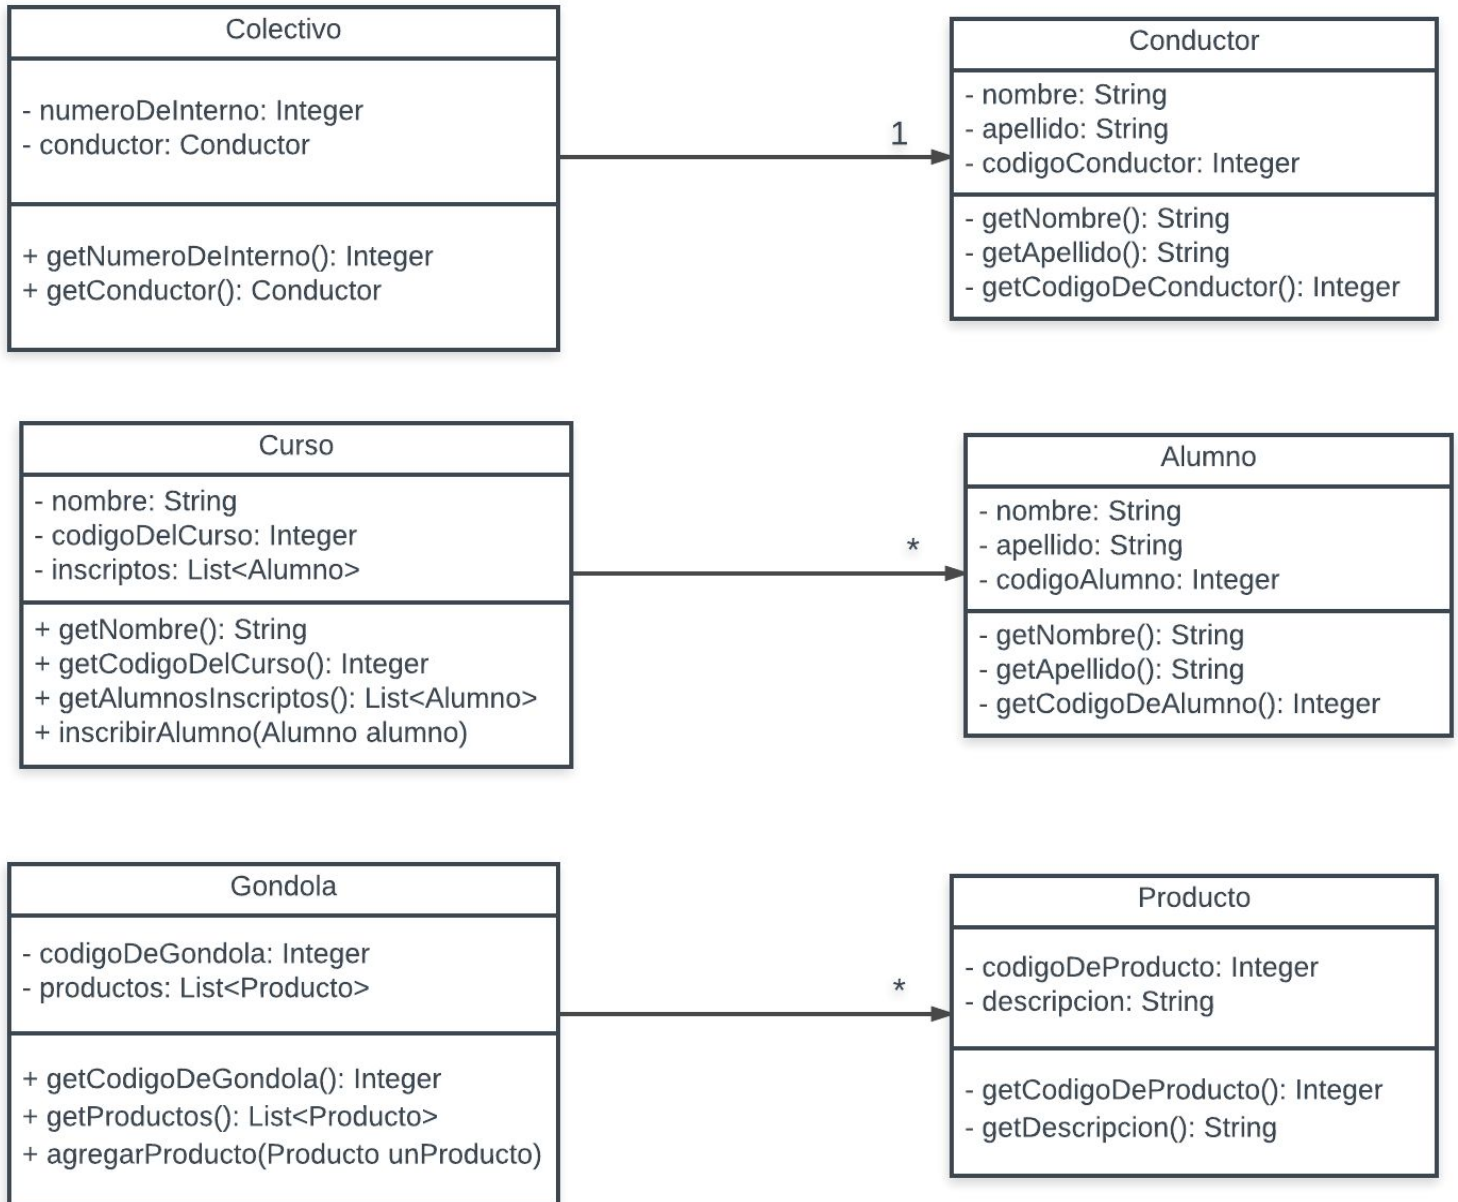 Colectivo
- numeroDeInterno: Integer
- conductor: Conductor
+ getNumeroDeInterno(): Integer
+ getConductor(): Conductor
1
Conductor
- nombre: String
- apellido: String
- codigoConductor: Integer
- getNombre(): String
- getApellido(): String
- getCodigoDeConductor(): Integer
Curso
- nombre: String
- codigoDelCurso: Integer
- inscriptos: List<Alumno>
+ getNombre(): String
+ getCodigoDelCurso(): Integer
+ getAlumnosInscriptos(): List<Alumno>
+ inscribirAlumno(Alumno alumno)
*
Alumno
- nombre: String
- apellido: String
- codigoAlumno: Integer
- getNombre(): String
- getApellido(): String
- getCodigoDeAlumno(): Integer
Gondola
- codigoDeGondola: Integer
- productos: List<Producto>
+ getCodigoDeGondola(): Integer
+ getProductos(): List<Producto>
+ agregarProducto(Producto unProducto)
*
Producto
- codigoDeProducto: Integer
- descripcion: String
- getCodigoDeProducto(): Integer
- getDescripcion(): String